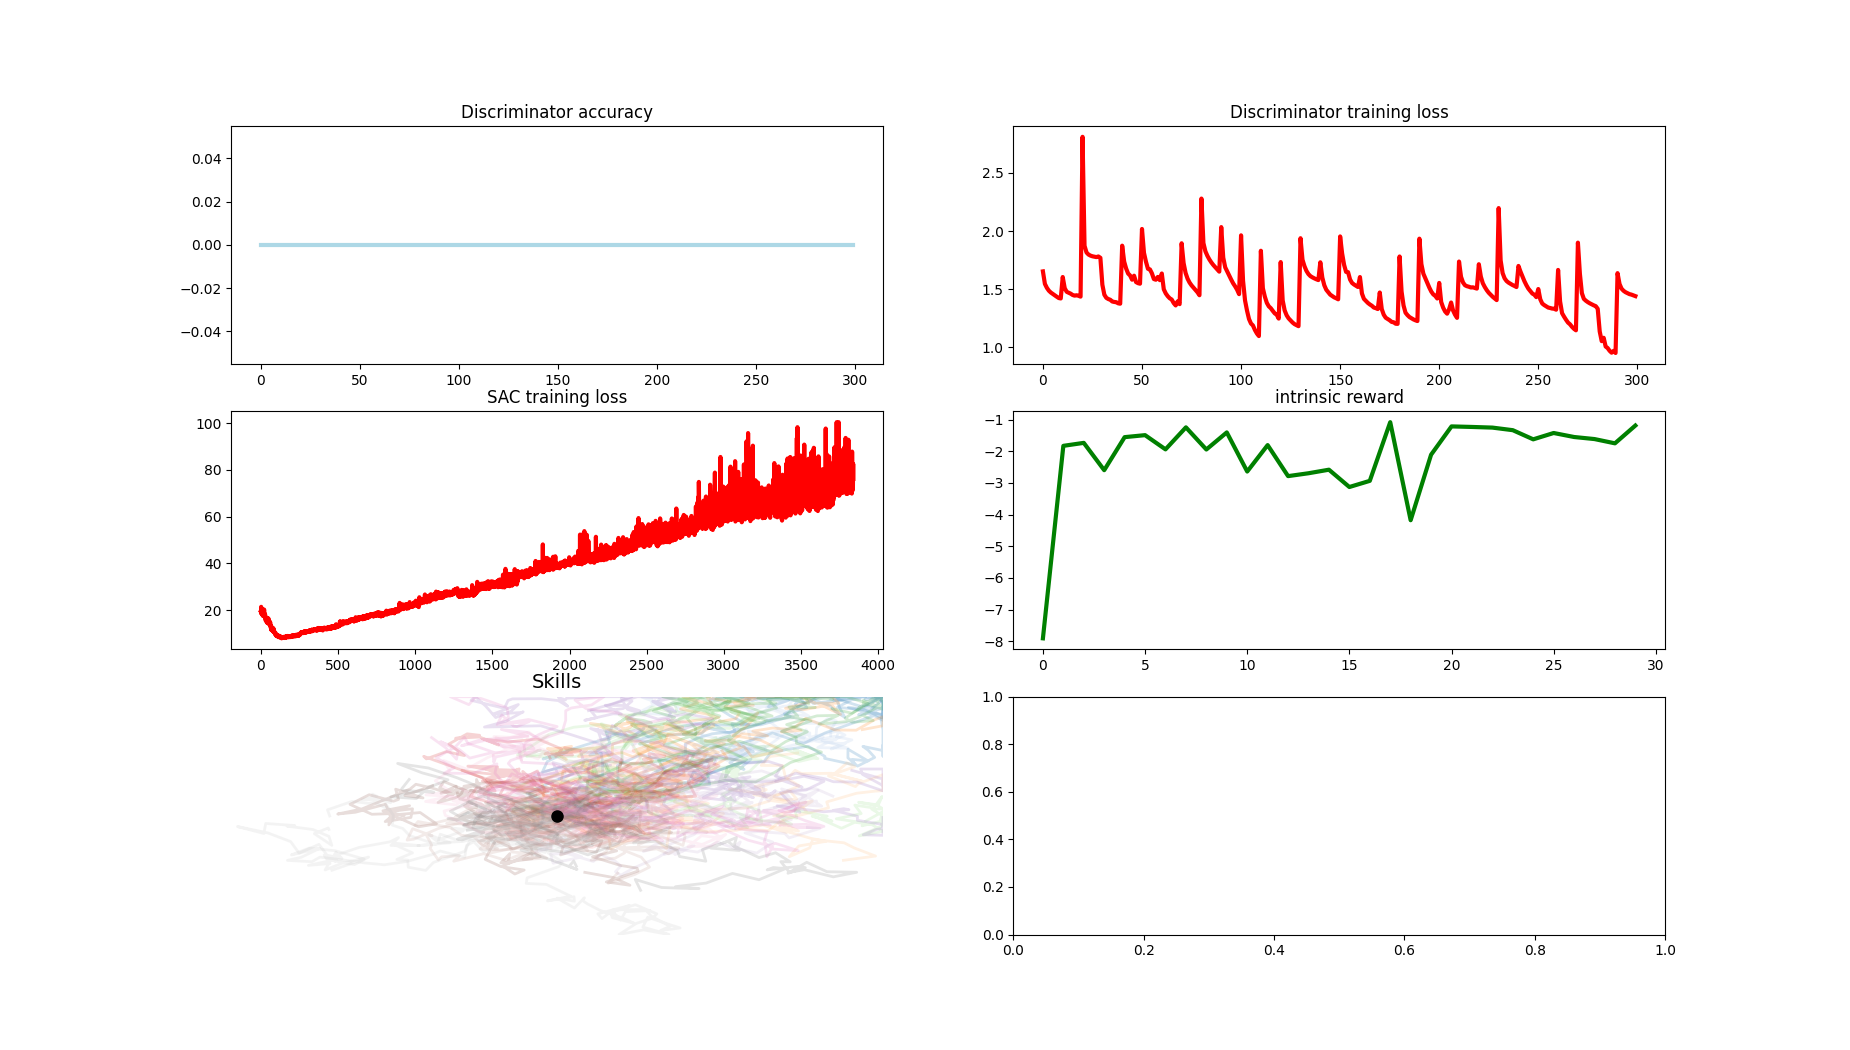 Discriminator accuracy
0.04
0.02
0.00
−0.02
−0.04
0 50 100 150 200 250 300
Discriminator training loss
2.5
2.0
1.5
1.0
0 50 100 150 200 250 300
SAC training loss
100
80
60
40
20
0 500 1000 1500 2000 2500 3000 3500 4000
intrinsic reward
−1
−2
−3
−4
−5
−6
−7
−8
0 5 10 15 20 25 30
Skills
1.0
0.8
0.6
0.4
0.2
0.0
0.0 0.2 0.4 0.6 0.8 1.0